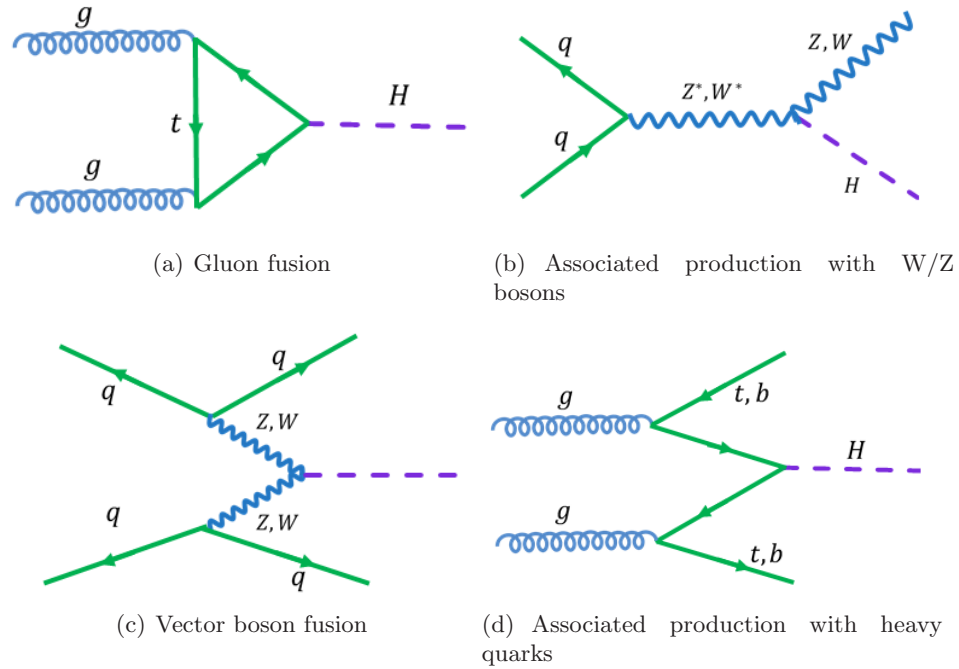 g
H
t
g
(a) Gluon fusion
q
Z*,W*
Z,W
q
H
(b) Associated production with W/Z
bosons
q
q
Z,W
Z,W
q
q
(c) Vector boson fusion
g
t,b
H
g
t,b
(d) Associated production with heavy
quarks